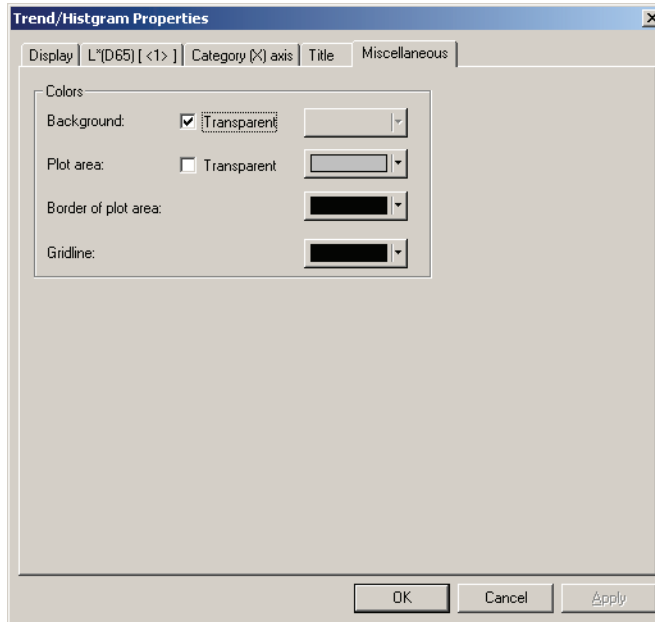 Trend/Histgram Properties
Display L*(D65) [ <1> ] Category (X) axis Title Miscellaneous
Colors
Background: Transparent
Plot area: Transparent
Border of plot area:
Gridline:
OK Cancel Apply